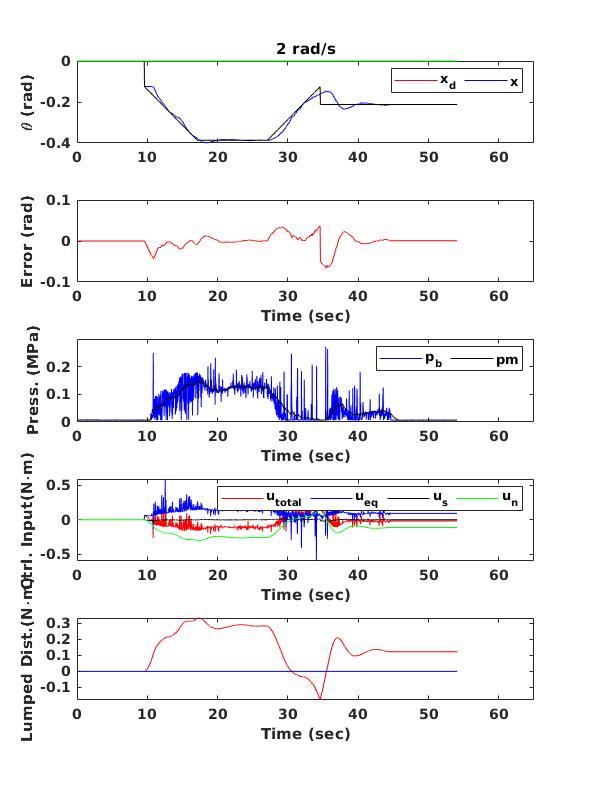 2 rad/s
θ (rad)
0
-0.2
-0.4
x_d x
0 10 20 30 40 50 60
Error (rad)
0.1
0
-0.1
0 10 20 30 40 50 60
Time (sec)
Press. (MPa)
0.2
0.1
0
p_b pm
0 10 20 30 40 50 60
Time (sec)
Ctrl. Input(N·m)
0.5
0
-0.5
u_total u_eq u_s u_n
0 10 20 30 40 50 60
Time (sec)
Lumped Dist.(N·m)
0.3
0.2
0.1
0
-0.1
0 10 20 30 40 50 60
Time (sec)